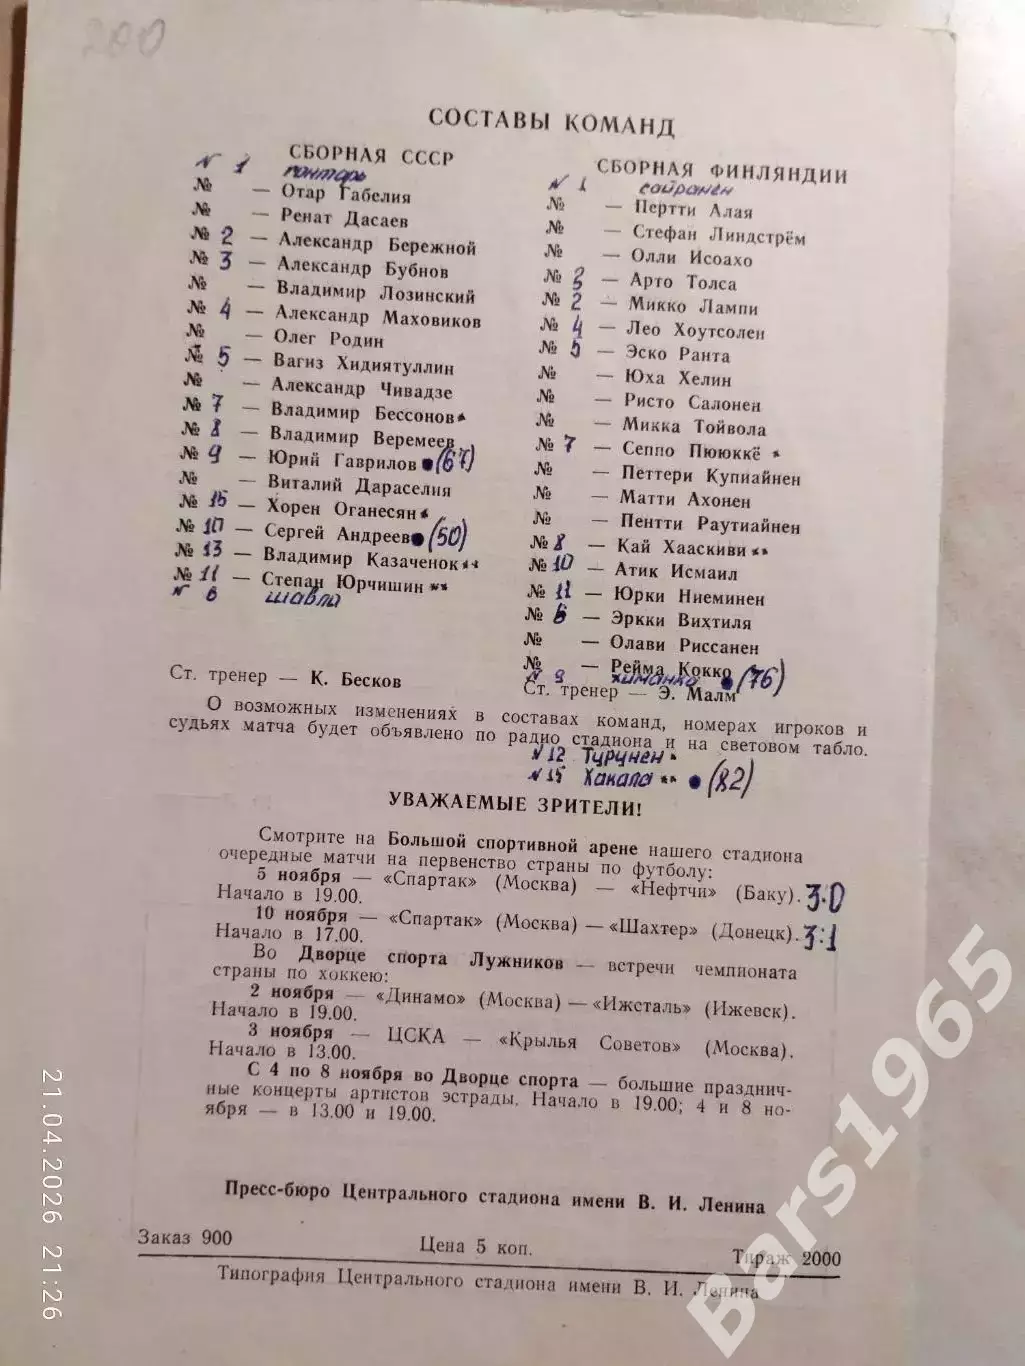 200
СОСТАВЫ КОМАНД
СБОРНАЯ СССР
N 1 понтарь
№ — Отар Габелия
№ — Ренат Дасаев
№ 2 — Александр Бережной
№ 3 — Александр Бубнов
№ — Владимир Лозинский
№ 4 — Александр Маховиков
№ — Олег Родин
№ 5 — Вагиз Хидиятуллин
№ — Александр Чивадзе
№ 7 — Владимир Бессонов*
№ 8 — Владимир Веремеев
№ 9 — Юрий Гаврилов ● (67)
№ — Виталий Дараселия
№ 15 — Хорен Оганесян*
№ 10 — Сергей Андреев ● (50)
№ 13 — Владимир Казаченок**
№ 11 — Степан Юрчишин **
N 6 шавла
Ст. тренер — К. Бесков
СБОРНАЯ ФИНЛЯНДИИ
N 1 сойранен
№ — Пертти Алая
№ — Стефан Линдстрём
№ — Олли Исоахо
№ 3 — Арто Толса
№ 2 — Микко Лампи
№ 4 — Лео Хоутсолен
№ 5 — Эско Ранта
№ — Юха Хелин
№ — Ристо Салонен
№ — Микка Тойвола
№ 7 — Сеппо Пююккё *
№ — Петтери Купиайнен
№ — Матти Ахонен
№ — Пентти Раутиайнен
№ 8 — Кай Хааскиви **
№ 10 — Атик Исмаил
№ 11 — Юрки Ниеминен
№ 6 — Эркки Вихтиля
№ — Олави Риссанен
№ — Рейма Кокко
N 9 химанка ● (76)
Ст. тренер — Э. Малм
О возможных изменениях в составах команд, номерах игроков и
судьях матча будет объявлено по радио стадиона и на световом табло.
N 12 Турунен *
N 15 Хакала ** ● (82)
УВАЖАЕМЫЕ ЗРИТЕЛИ!
Смотрите на Большой спортивной арене нашего стадиона
очередные матчи на первенство страны по футболу:
5 ноября — «Спартак» (Москва) — «Нефтчи» (Баку). 3:0
Начало в 19.00.
10 ноября — «Спартак» (Москва) — «Шахтер» (Донецк). 3:1
Начало в 17.00.
Во Дворце спорта Лужников — встречи чемпионата
страны по хоккею:
2 ноября — «Динамо» (Москва) — «Ижсталь» (Ижевск).
Начало в 19.00.
3 ноября — ЦСКА — «Крылья Советов» (Москва).
Начало в 13.00.
С 4 по 8 ноября во Дворце спорта — большие празднич-
ные концерты артистов эстрады. Начало в 19.00; 4 и 8 но-
ября — в 13.00 и 19.00.
Пресс-бюро Центрального стадиона имени В. И. Ленина
Заказ 900 Цена 5 коп. Тираж 2000
Типография Центрального стадиона имени В. И. Ленина
21.04.2026 21:26
Bars1965